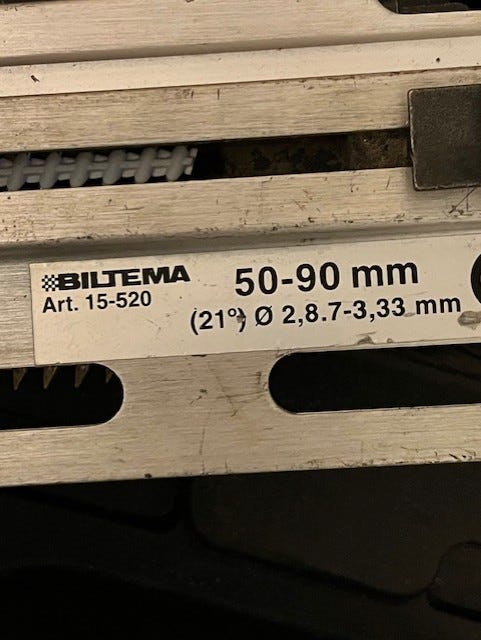 BILTEMA
Art. 15-520
50-90 mm
(21°) Ø 2,8.7-3,33 mm